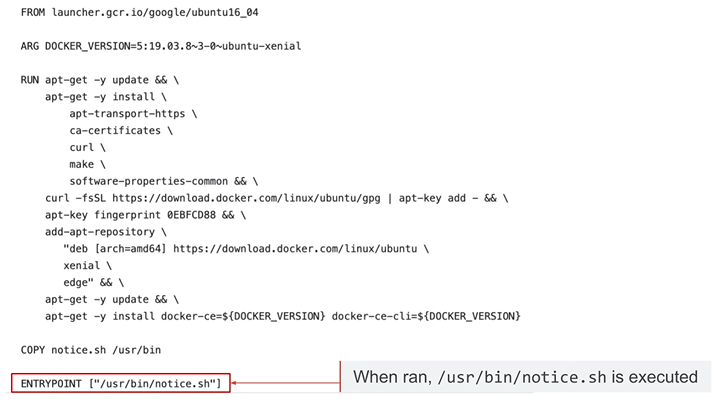 FROM launcher.gcr.io/google/ubuntu16_04
ARG DOCKER_VERSION=5:19.03.8~3-0~ubuntu-xenial
RUN apt-get -y update && \
apt-get -y install \
apt-transport-https \
ca-certificates \
curl \
make \
software-properties-common && \
curl -fsSL https://download.docker.com/linux/ubuntu/gpg | apt-key add - && \
apt-key fingerprint 0EBFCD88 && \
add-apt-repository \
"deb [arch=amd64] https://download.docker.com/linux/ubuntu \
xenial \
edge" && \
apt-get -y update && \
apt-get -y install docker-ce=${DOCKER_VERSION} docker-ce-cli=${DOCKER_VERSION}
COPY notice.sh /usr/bin
ENTRYPOINT ["/usr/bin/notice.sh"]
When ran, /usr/bin/notice.sh is executed